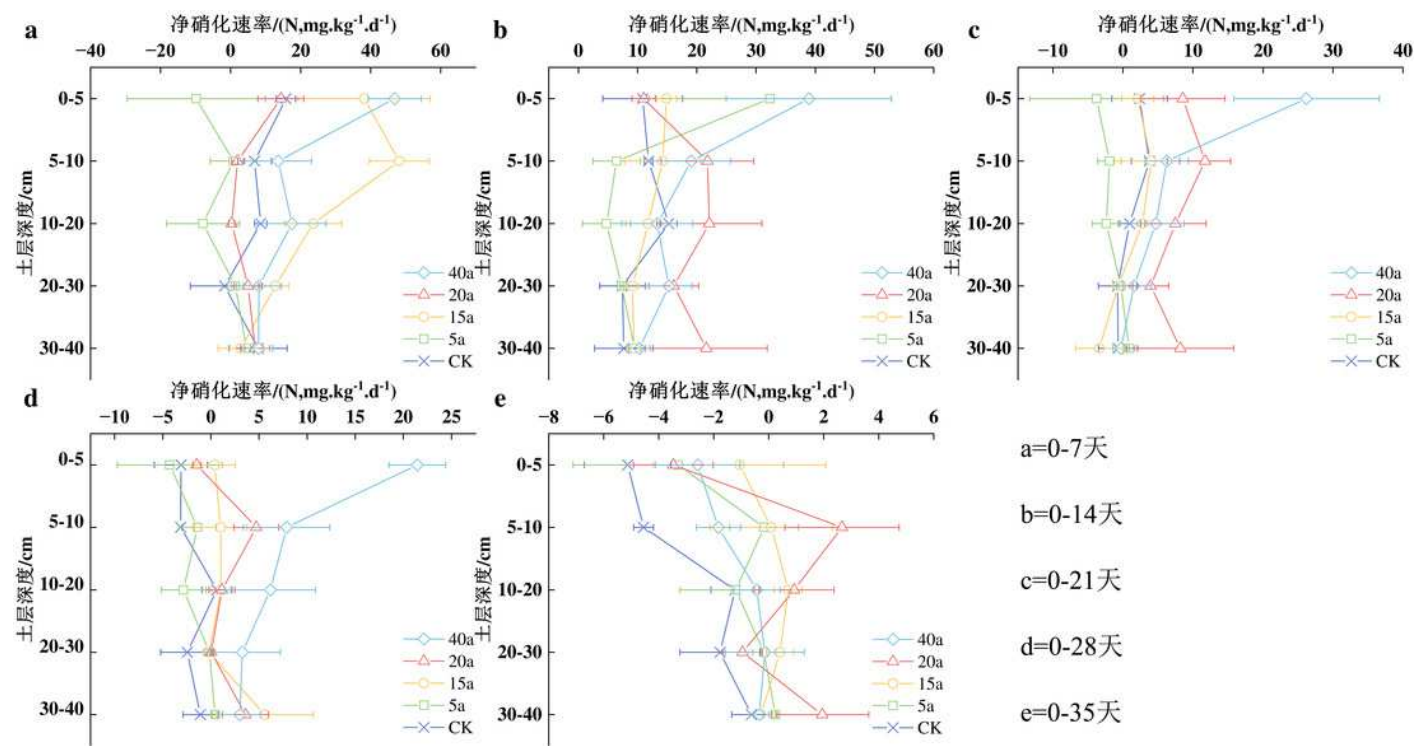 a
净硝化速率/(N,mg.kg⁻¹.d⁻¹)
−40 −20 0 20 40 60
土层深度/cm
0-5
5-10
10-20
20-30
30-40
40a
20a
15a
5a
CK
b
净硝化速率/(N,mg.kg⁻¹.d⁻¹)
0 10 20 30 40 50 60
土层深度/cm
0-5
5-10
10-20
20-30
30-40
40a
20a
15a
5a
CK
c
净硝化速率/(N,mg.kg⁻¹.d⁻¹)
−10 0 10 20 30 40
土层深度/cm
0-5
5-10
10-20
20-30
30-40
40a
20a
15a
5a
CK
d
净硝化速率/(N,mg.kg⁻¹.d⁻¹)
−10 −5 0 5 10 15 20 25
土层深度/cm
0-5
5-10
10-20
20-30
30-40
40a
20a
15a
5a
CK
e
净硝化速率/(N,mg.kg⁻¹.d⁻¹)
−8 −6 −4 −2 0 2 4 6
土层深度/cm
0-5
5-10
10-20
20-30
30-40
40a
20a
15a
5a
CK
a=0-7天
b=0-14天
c=0-21天
d=0-28天
e=0-35天